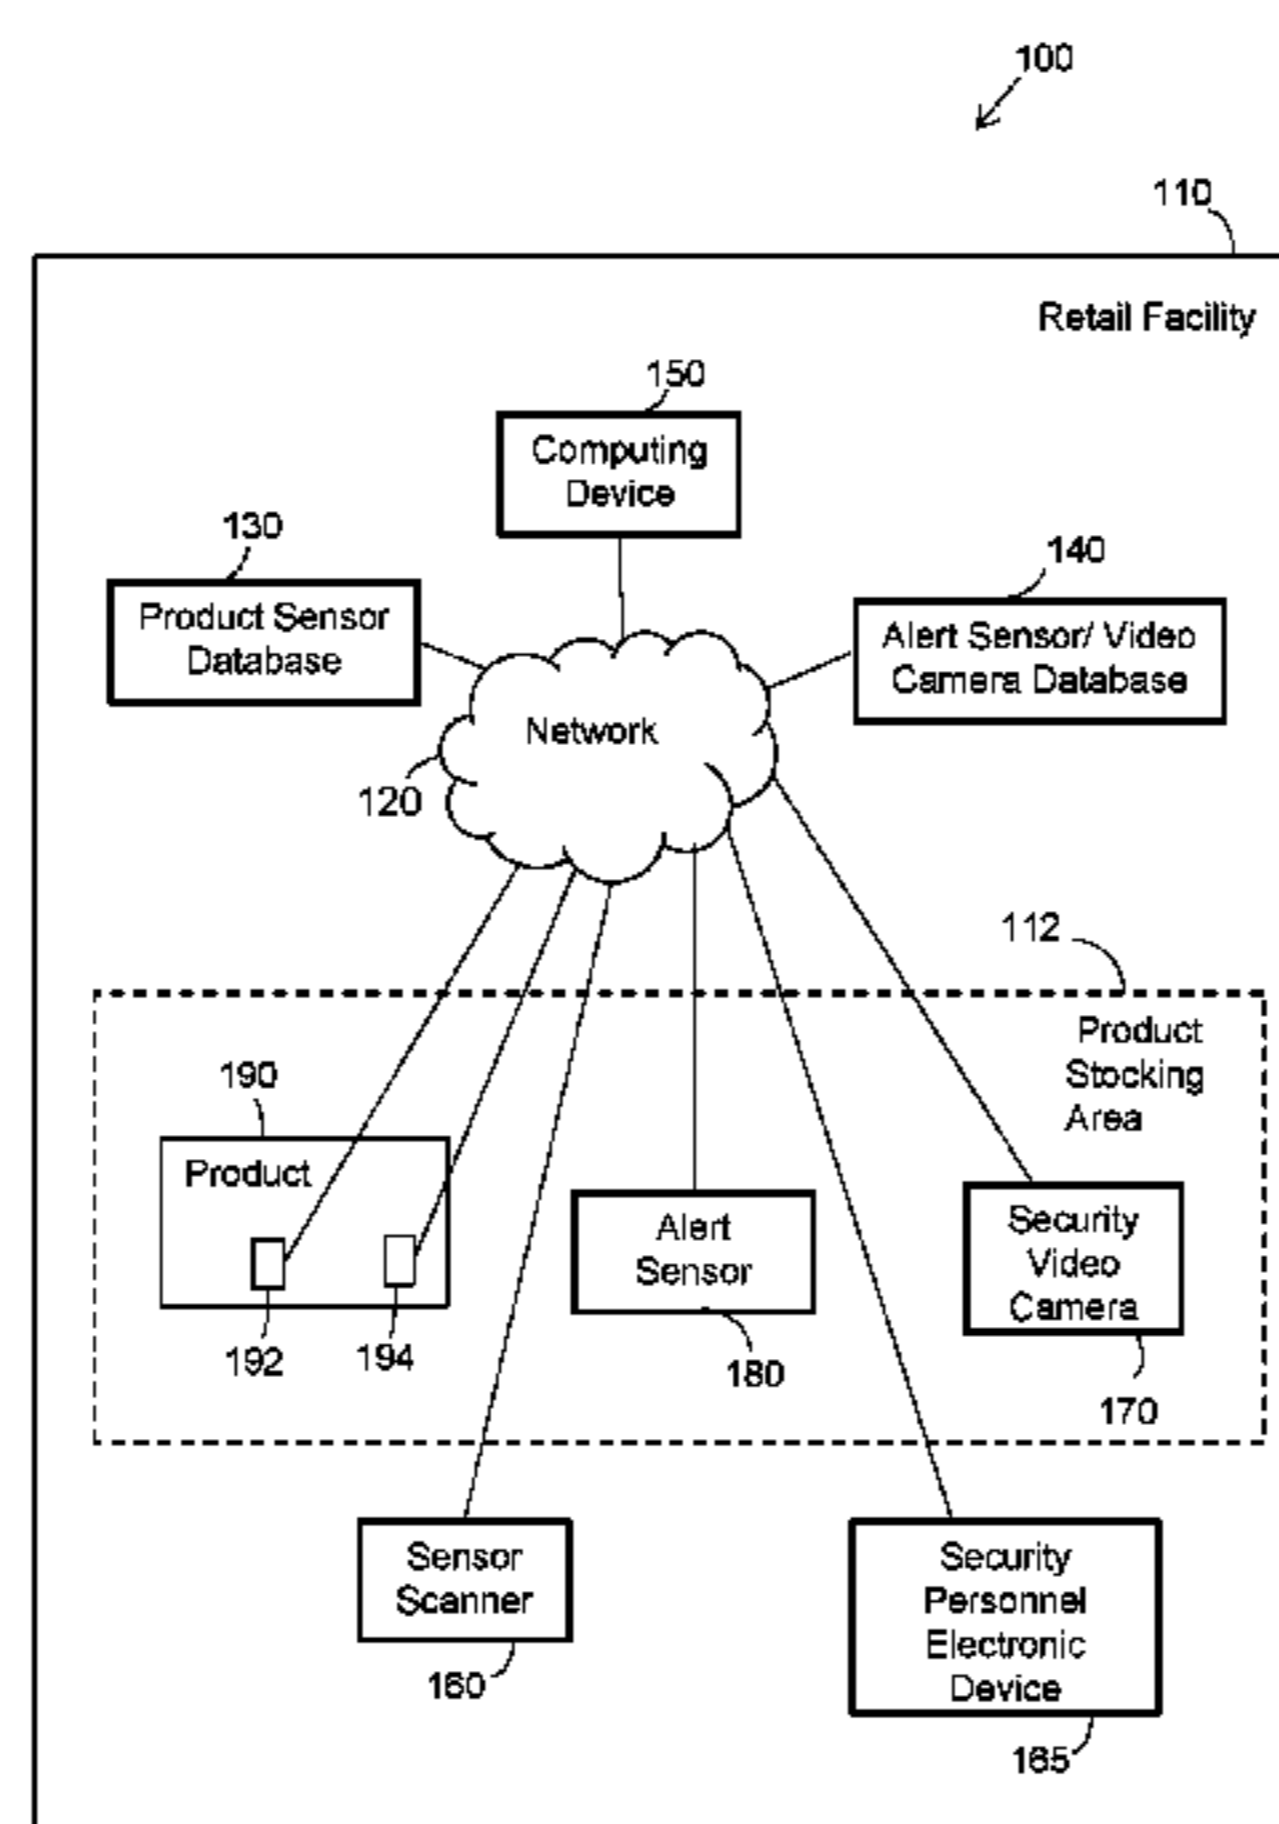 100
110
Retail Facility
150
Computing
Device
130
Product Sensor
Database
140
Alert Sensor/ Video
Camera Database
Network
120
112
Product
Stocking
Area
190
Product
192
194
Alert
Sensor
180
Security
Video
Camera
170
Sensor
Scanner
160
Security
Personnel
Electronic
Device
165